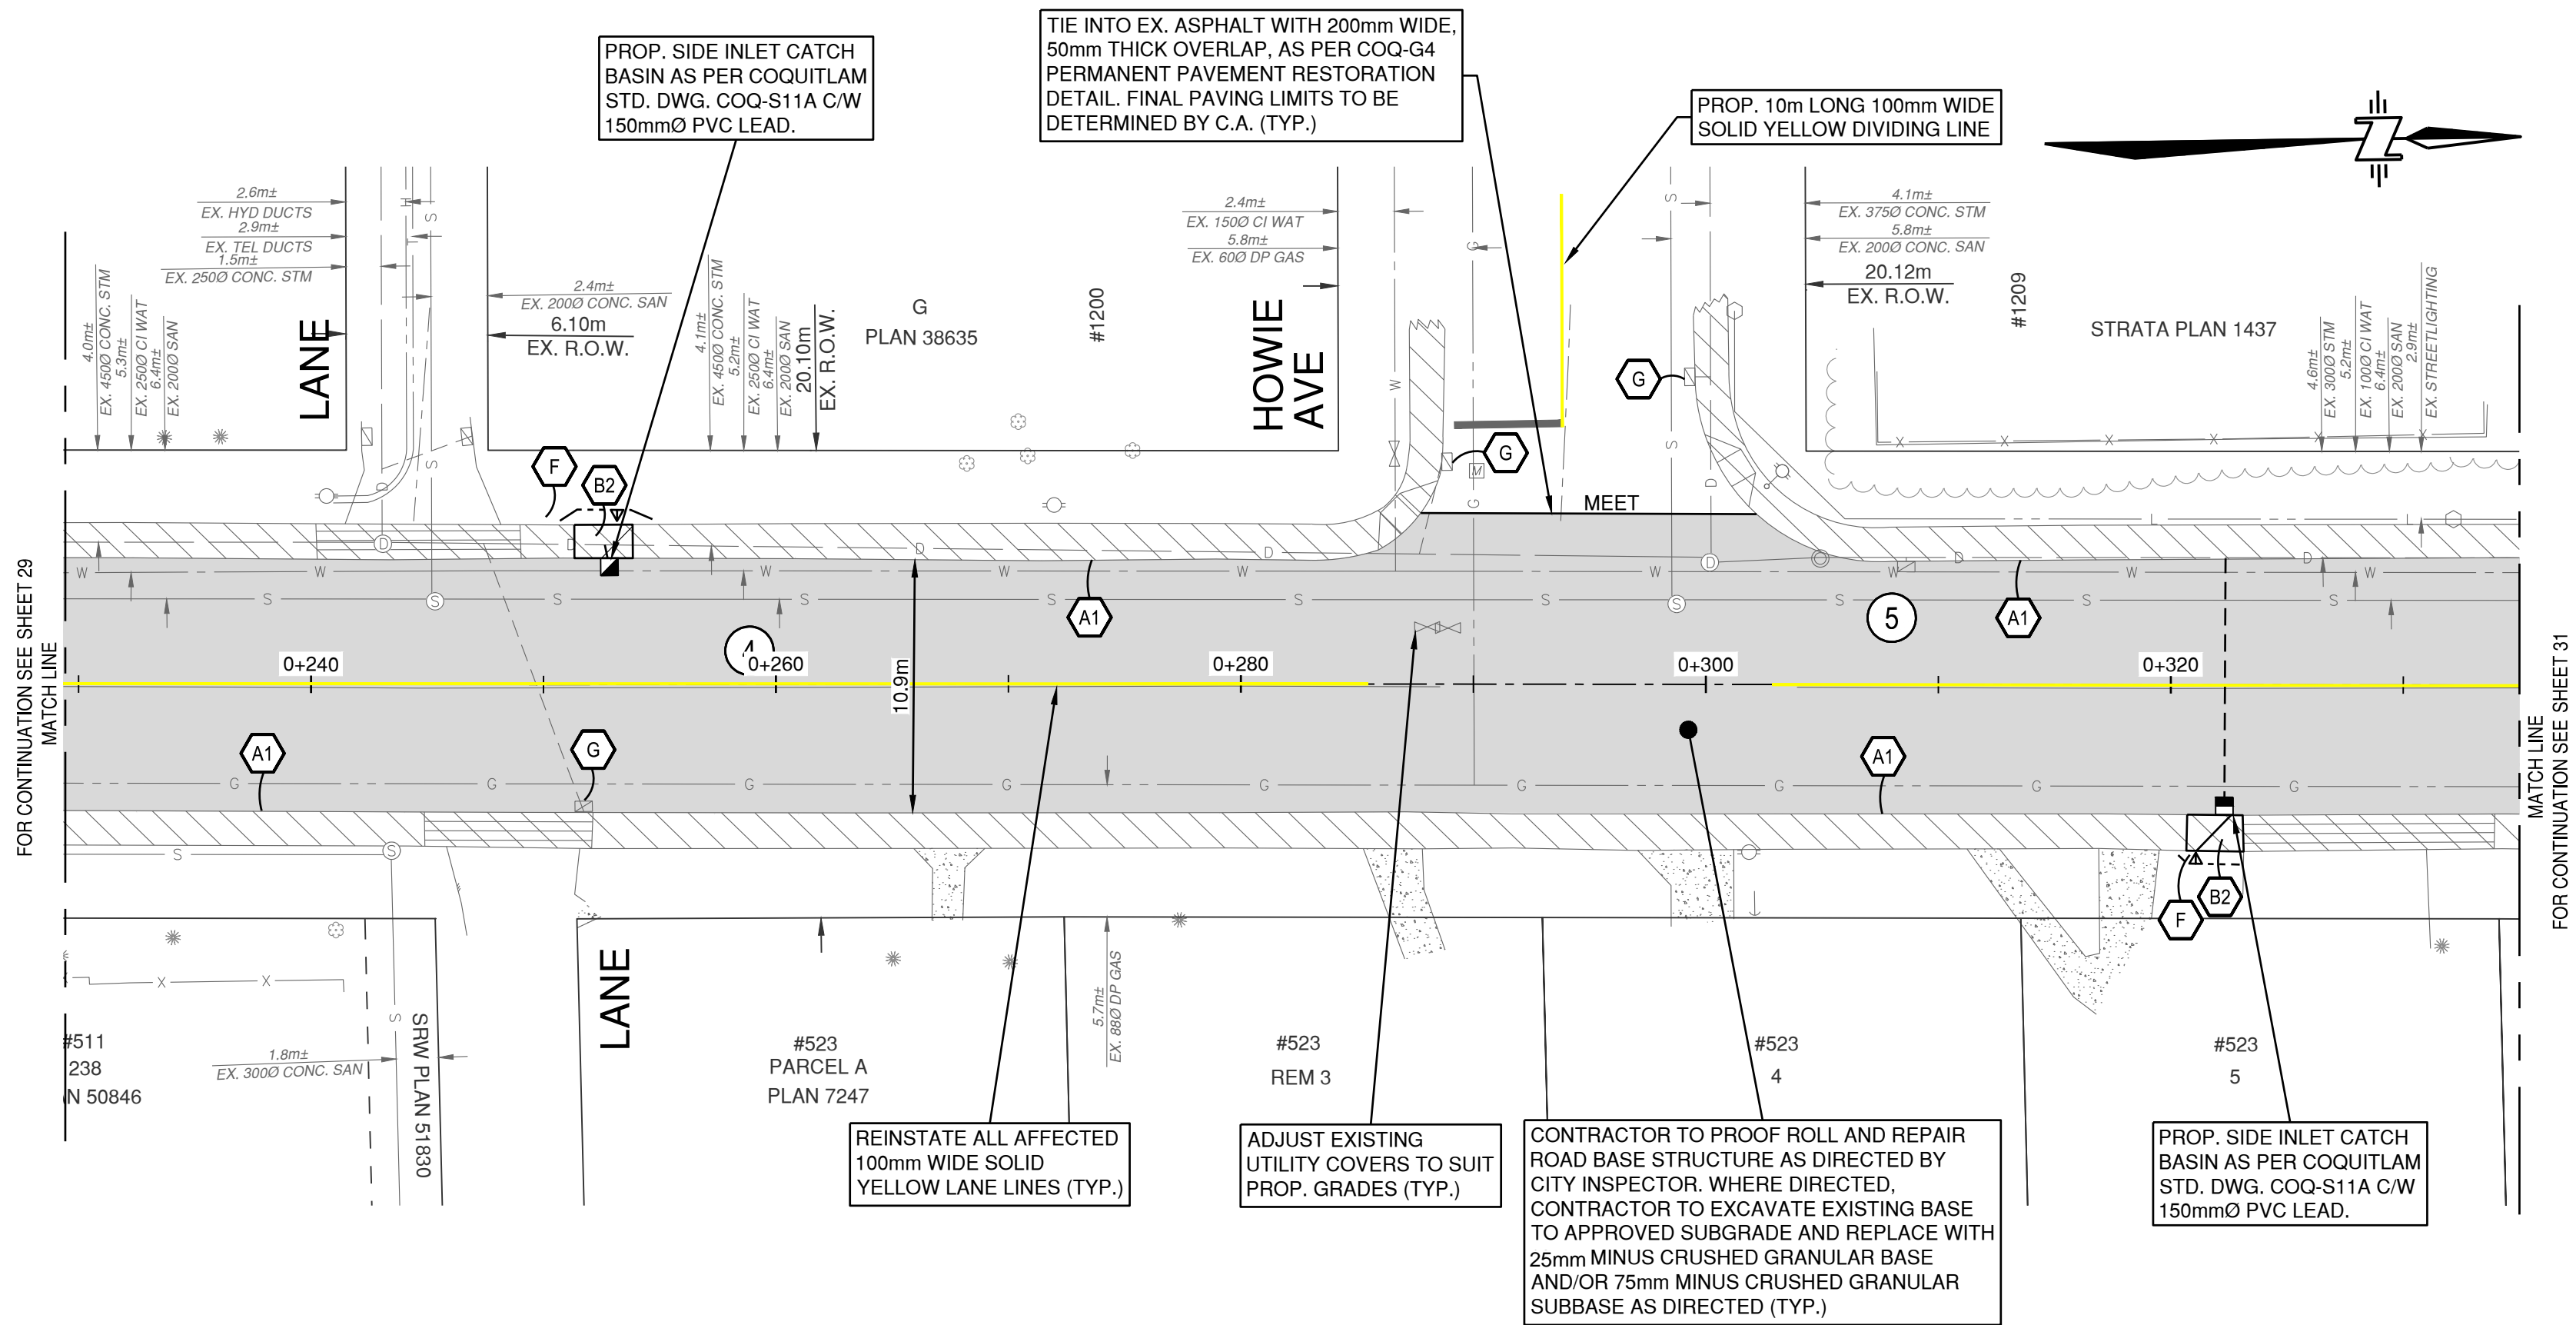 PROP. SIDE INLET CATCH
BASIN AS PER COQUITLAM
STD. DWG. COQ-S11A C/W
150mmØ PVC LEAD.
TIE INTO EX. ASPHALT WITH 200mm WIDE,
50mm THICK OVERLAP, AS PER COQ-G4
PERMANENT PAVEMENT RESTORATION
DETAIL. FINAL PAVING LIMITS TO BE
DETERMINED BY C.A. (TYP.)
PROP. 10m LONG 100mm WIDE
SOLID YELLOW DIVIDING LINE
Z
2.6m±
EX. HYD DUCTS
2.9m±
EX. TEL DUCTS
1.5m±
EX. 250Ø CONC. STM
4.0m±
EX. 450Ø CONC. STM
5.3m±
EX. 250Ø CI WAT
6.4m±
EX. 200Ø SAN
LANE
H
T
S
S
D
2.4m±
EX. 200Ø CONC. SAN
6.10m
EX. R.O.W.
4.1m±
EX. 450Ø CONC. STM
5.2m±
EX. 250Ø CI WAT
6.4m±
EX. 200Ø SAN
20.10m
EX. R.O.W.
G
PLAN 38635
#1200
2.4m±
EX. 150Ø CI WAT
5.8m±
EX. 60Ø DP GAS
HOWIE
AVE
W
G
G
S
S
D
M
4.1m±
EX. 375Ø CONC. STM
5.8m±
EX. 200Ø CONC. SAN
20.12m
EX. R.O.W.
#1209
STRATA PLAN 1437
4.6m±
EX. 300Ø STM
5.2m±
EX. 100Ø CI WAT
6.4m±
EX. 200Ø SAN
2.9m±
EX. STREETLIGHTING
X X X X X
F
B2
G
G
MEET
L L
D D D D D D D
W W W W W W W W W
S S S S S S S S S S S
A1
A1
4
5
0+240
0+260
0+280
0+300
0+320
10.9m
FOR CONTINUATION SEE SHEET 29
MATCH LINE
MATCH LINE
FOR CONTINUATION SEE SHEET 31
A1
G
A1
G G G G G G G G G
S S
F
B2
X X
S
LANE
#511
238
N 50846
1.8m±
EX. 300Ø CONC. SAN
SRW PLAN 51830
#523
PARCEL A
PLAN 7247
5.7m±
EX. 88Ø DP GAS
#523
REM 3
#523
4
#523
5
REINSTATE ALL AFFECTED
100mm WIDE SOLID
YELLOW LANE LINES (TYP.)
ADJUST EXISTING
UTILITY COVERS TO SUIT
PROP. GRADES (TYP.)
CONTRACTOR TO PROOF ROLL AND REPAIR
ROAD BASE STRUCTURE AS DIRECTED BY
CITY INSPECTOR. WHERE DIRECTED,
CONTRACTOR TO EXCAVATE EXISTING BASE
TO APPROVED SUBGRADE AND REPLACE WITH
25mm MINUS CRUSHED GRANULAR BASE
AND/OR 75mm MINUS CRUSHED GRANULAR
SUBBASE AS DIRECTED (TYP.)
PROP. SIDE INLET CATCH
BASIN AS PER COQUITLAM
STD. DWG. COQ-S11A C/W
150mmØ PVC LEAD.